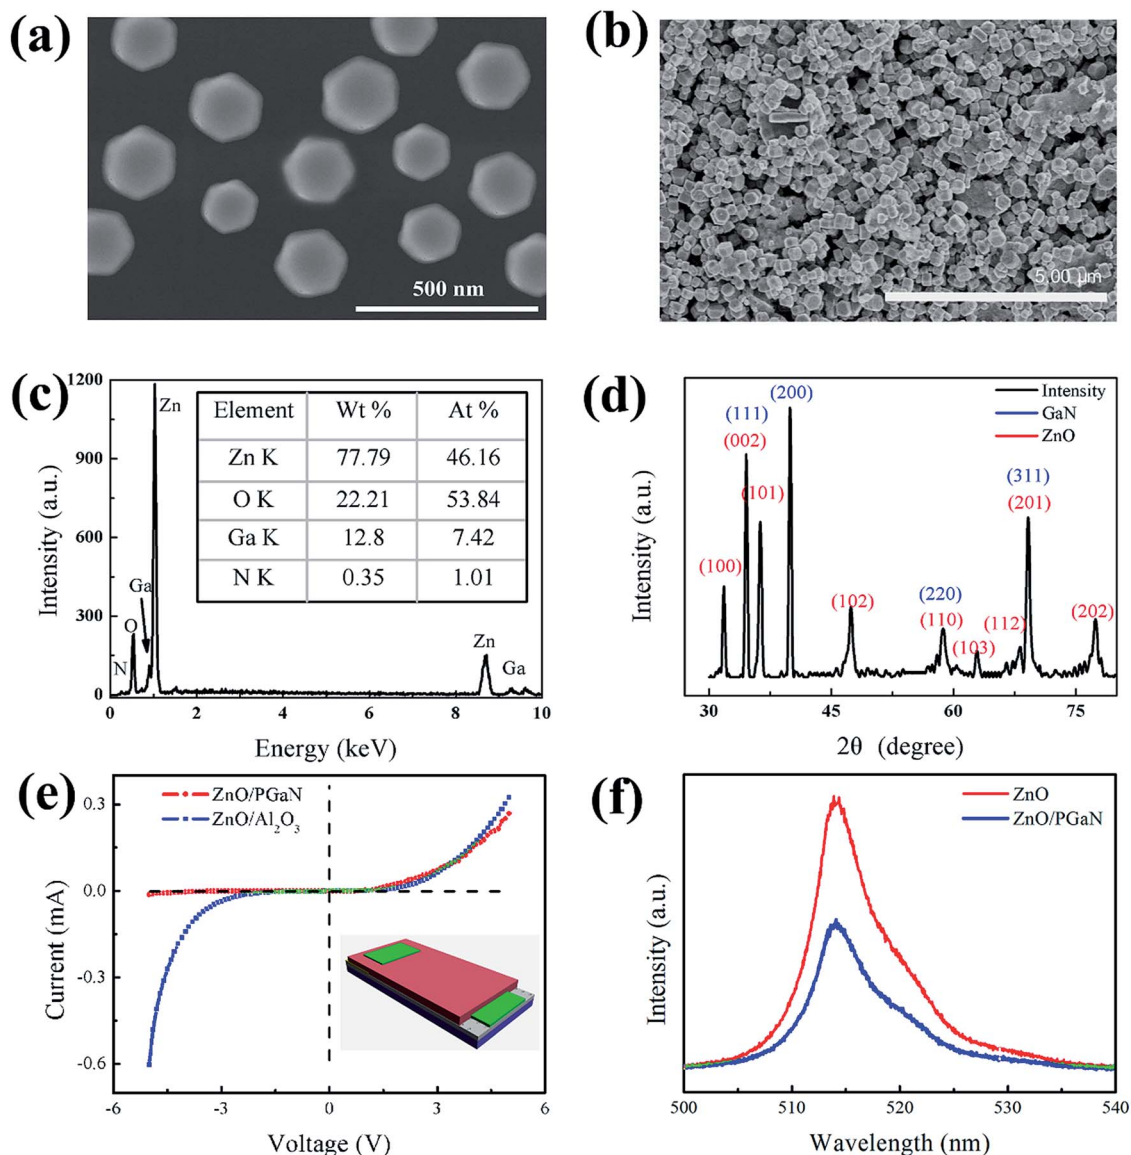 (a)
500 nm
(b)
5.00 µm
(c)
Intensity (a.u.)
1200
900
600
300
0
Zn
Ga
O
N
Zn
Ga
Element Wt % At %
Zn K 77.79 46.16
O K 22.21 53.84
Ga K 12.8 7.42
N K 0.35 1.01
0 2 4 6 8 10
Energy (keV)
(d)
Intensity (a.u.)
Intensity
GaN
ZnO
(100)
(111)
(002)
(101)
(200)
(102)
(220)
(110)
(103)
(112)
(311)
(201)
(202)
30 45 60 75
2θ (degree)
(e)
Current (mA)
0.3
0.0
-0.3
-0.6
ZnO/PGaN
ZnO/Al₂O₃
-6 -3 0 3 6
Voltage (V)
(f)
Intensity (a.u.)
ZnO
ZnO/PGaN
500 510 520 530 540
Wavelength (nm)